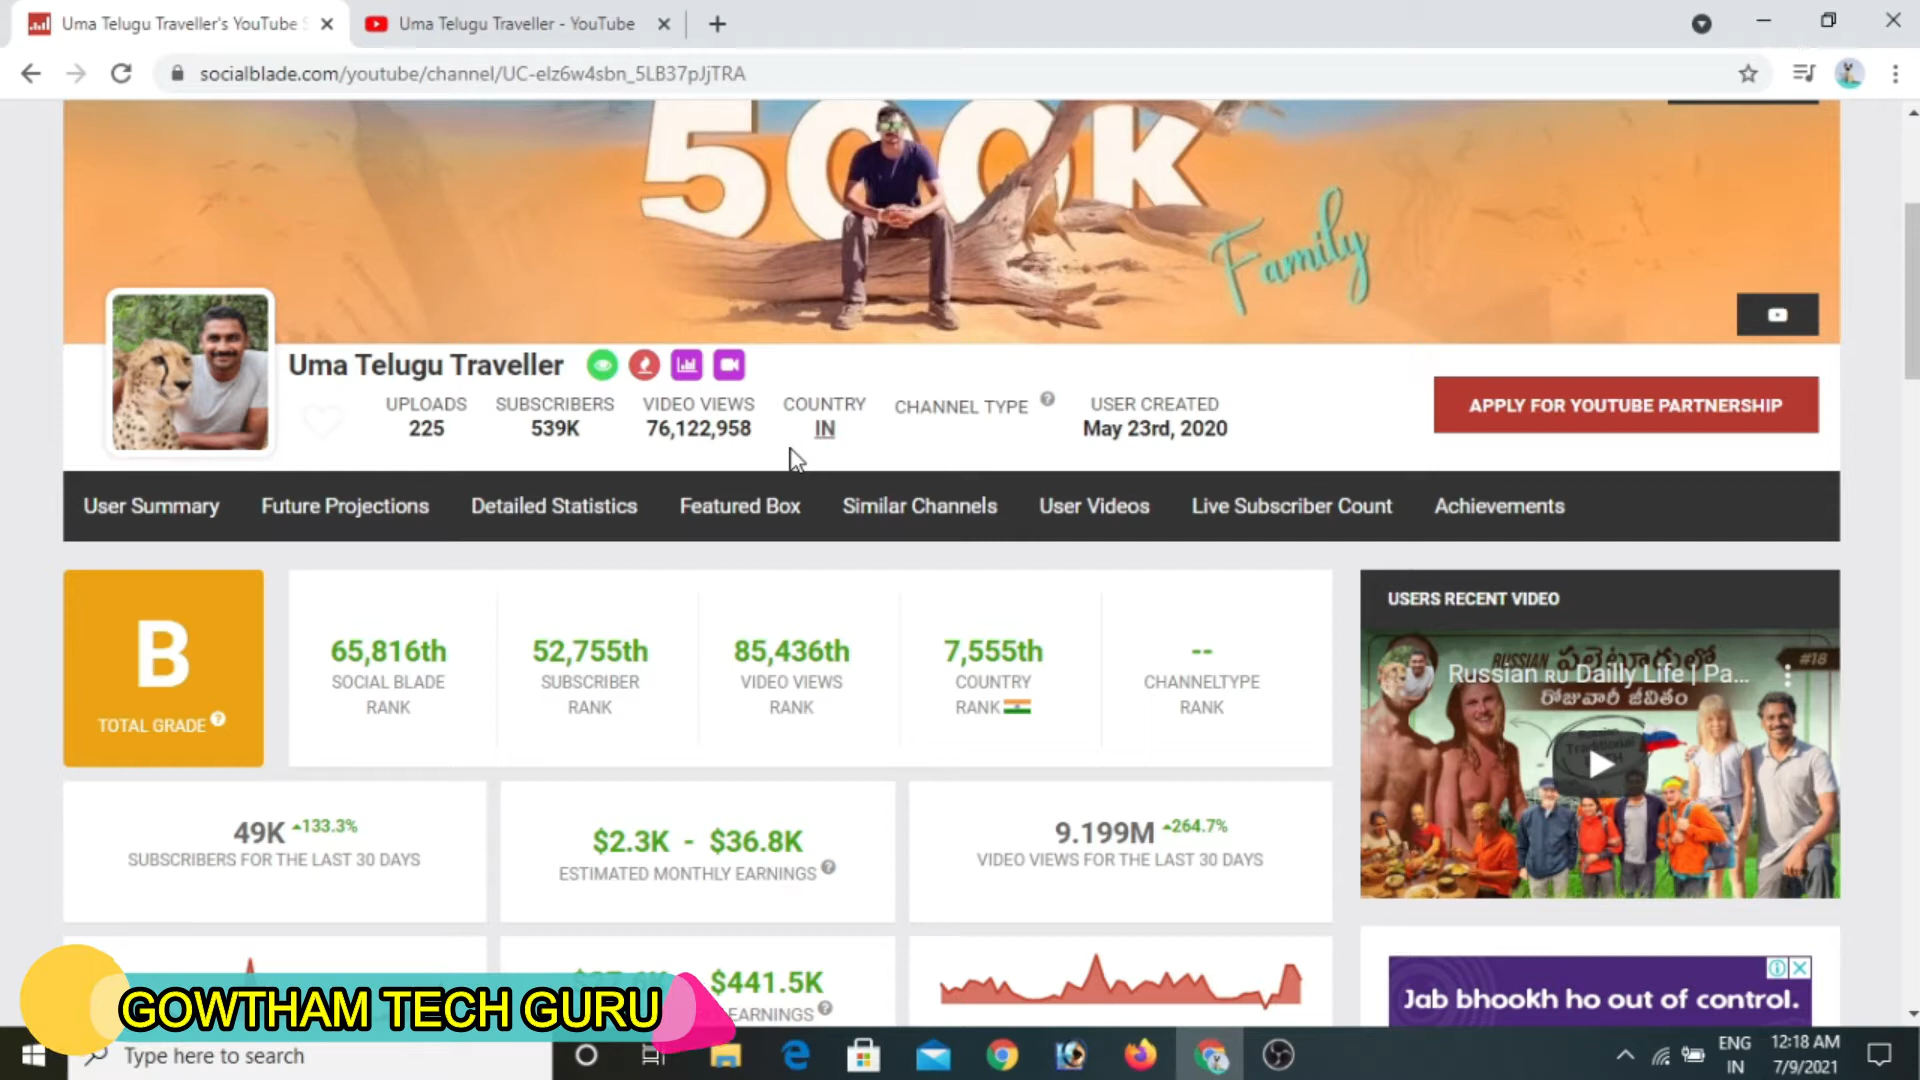 Uma Telugu Traveller's YouTube S
Uma Telugu Traveller - YouTube
socialblade.com/youtube/channel/UC-elz6w4sbn_5LB37pJjTRA
500K
Family
Uma Telugu Traveller
UPLOADS
225
SUBSCRIBERS
539K
VIDEO VIEWS
76,122,958
COUNTRY
IN
CHANNEL TYPE
USER CREATED
May 23rd, 2020
APPLY FOR YOUTUBE PARTNERSHIP
User Summary Future Projections Detailed Statistics Featured Box Similar Channels User Videos Live Subscriber Count Achievements
B
TOTAL GRADE
65,816th
SOCIAL BLADE
RANK
52,755th
SUBSCRIBER
RANK
85,436th
VIDEO VIEWS
RANK
7,555th
COUNTRY
RANK
--
CHANNELTYPE
RANK
USERS RECENT VIDEO
RUSSIAN పల్లెటూరులో
#18
Russian RU Dailly Life | Pa...
రోజువారీ జీవితం
49K 133.3%
SUBSCRIBERS FOR THE LAST 30 DAYS
$2.3K - $36.8K
ESTIMATED MONTHLY EARNINGS
9.199M 264.7%
VIDEO VIEWS FOR THE LAST 30 DAYS
$441.5K
EARNINGS
Jab bhookh ho out of control.
GOWTHAM TECH GURU
Type here to search
ENG
IN
12:18 AM
7/9/2021